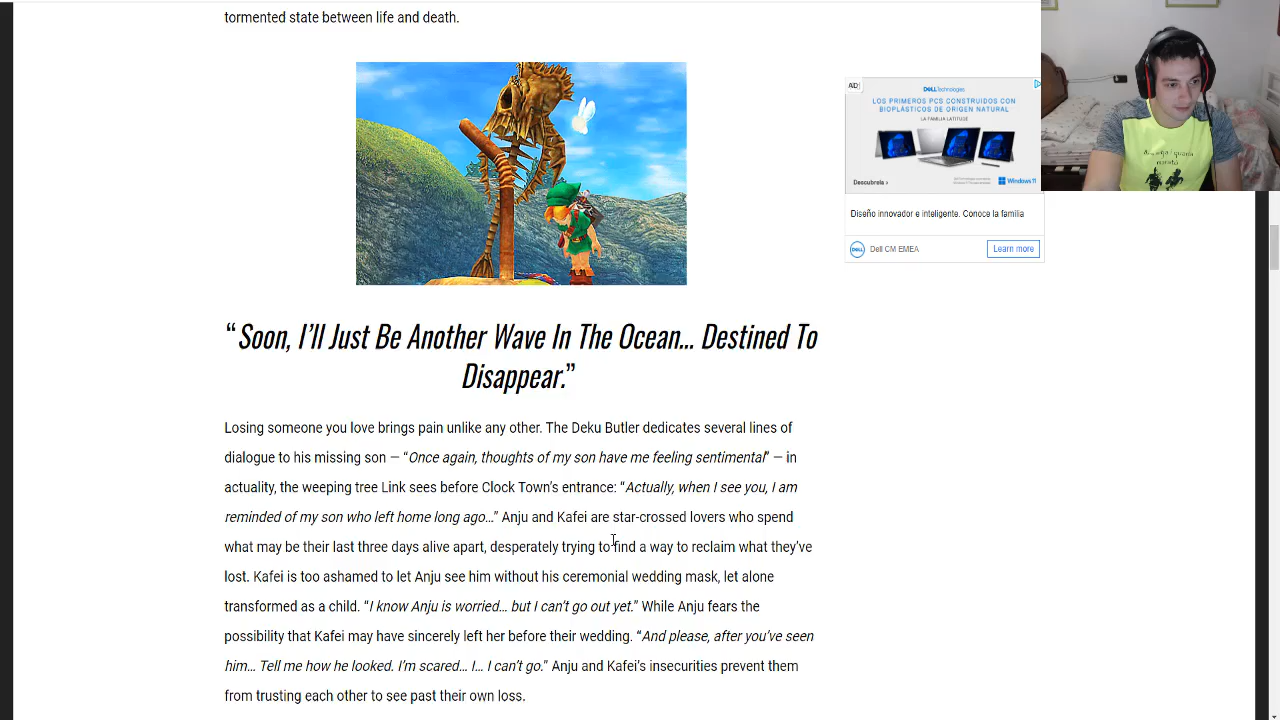 tormented state between life and death.
“Soon, I’ll Just Be Another Wave In The Ocean… Destined To
Disappear.”
Losing someone you love brings pain unlike any other. The Deku Butler dedicates several lines of
dialogue to his missing son — “Once again, thoughts of my son have me feeling sentimental” — in
actuality, the weeping tree Link sees before Clock Town’s entrance: “Actually, when I see you, I am
reminded of my son who left home long ago…” Anju and Kafei are star-crossed lovers who spend
what may be their last three days alive apart, desperately trying to find a way to reclaim what they’ve
lost. Kafei is too ashamed to let Anju see him without his ceremonial wedding mask, let alone
transformed as a child. “I know Anju is worried… but I can’t go out yet.” While Anju fears the
possibility that Kafei may have sincerely left her before their wedding. “And please, after you’ve seen
him… Tell me how he looked. I’m scared… I… I can’t go.” Anju and Kafei’s insecurities prevent them
from trusting each other to see past their own loss.
DELLTechnologies
LOS PRIMEROS PCS CONSTRUIDOS CON
BIOPLÁSTICOS DE ORIGEN NATURAL
LA FAMILIA LATITUDE
Descubrela >
Windows 11
Diseño innovador e inteligente. Conoce la familia
DELL
Dell CM EMEA
Learn more